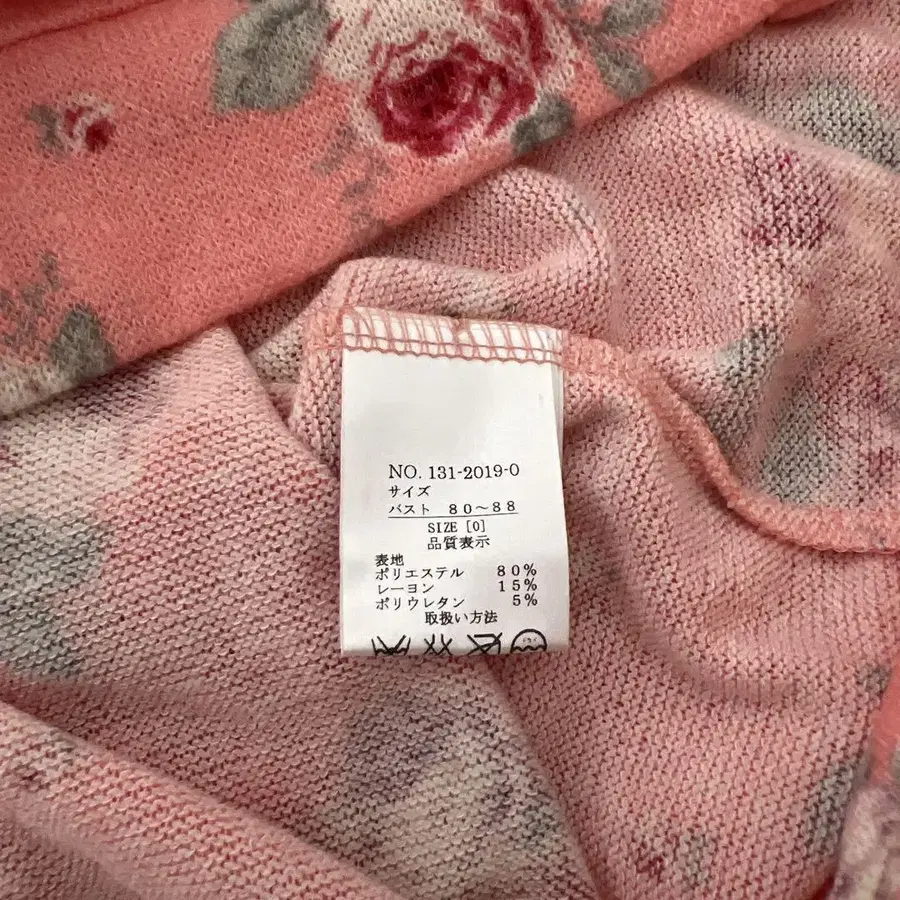 NO. 131-2019-0
サイズ
バスト 80～88
SIZE [0]
品質表示
表地
ポリエステル 80%
レーヨン 15%
ポリウレタン 5%
取扱い方法